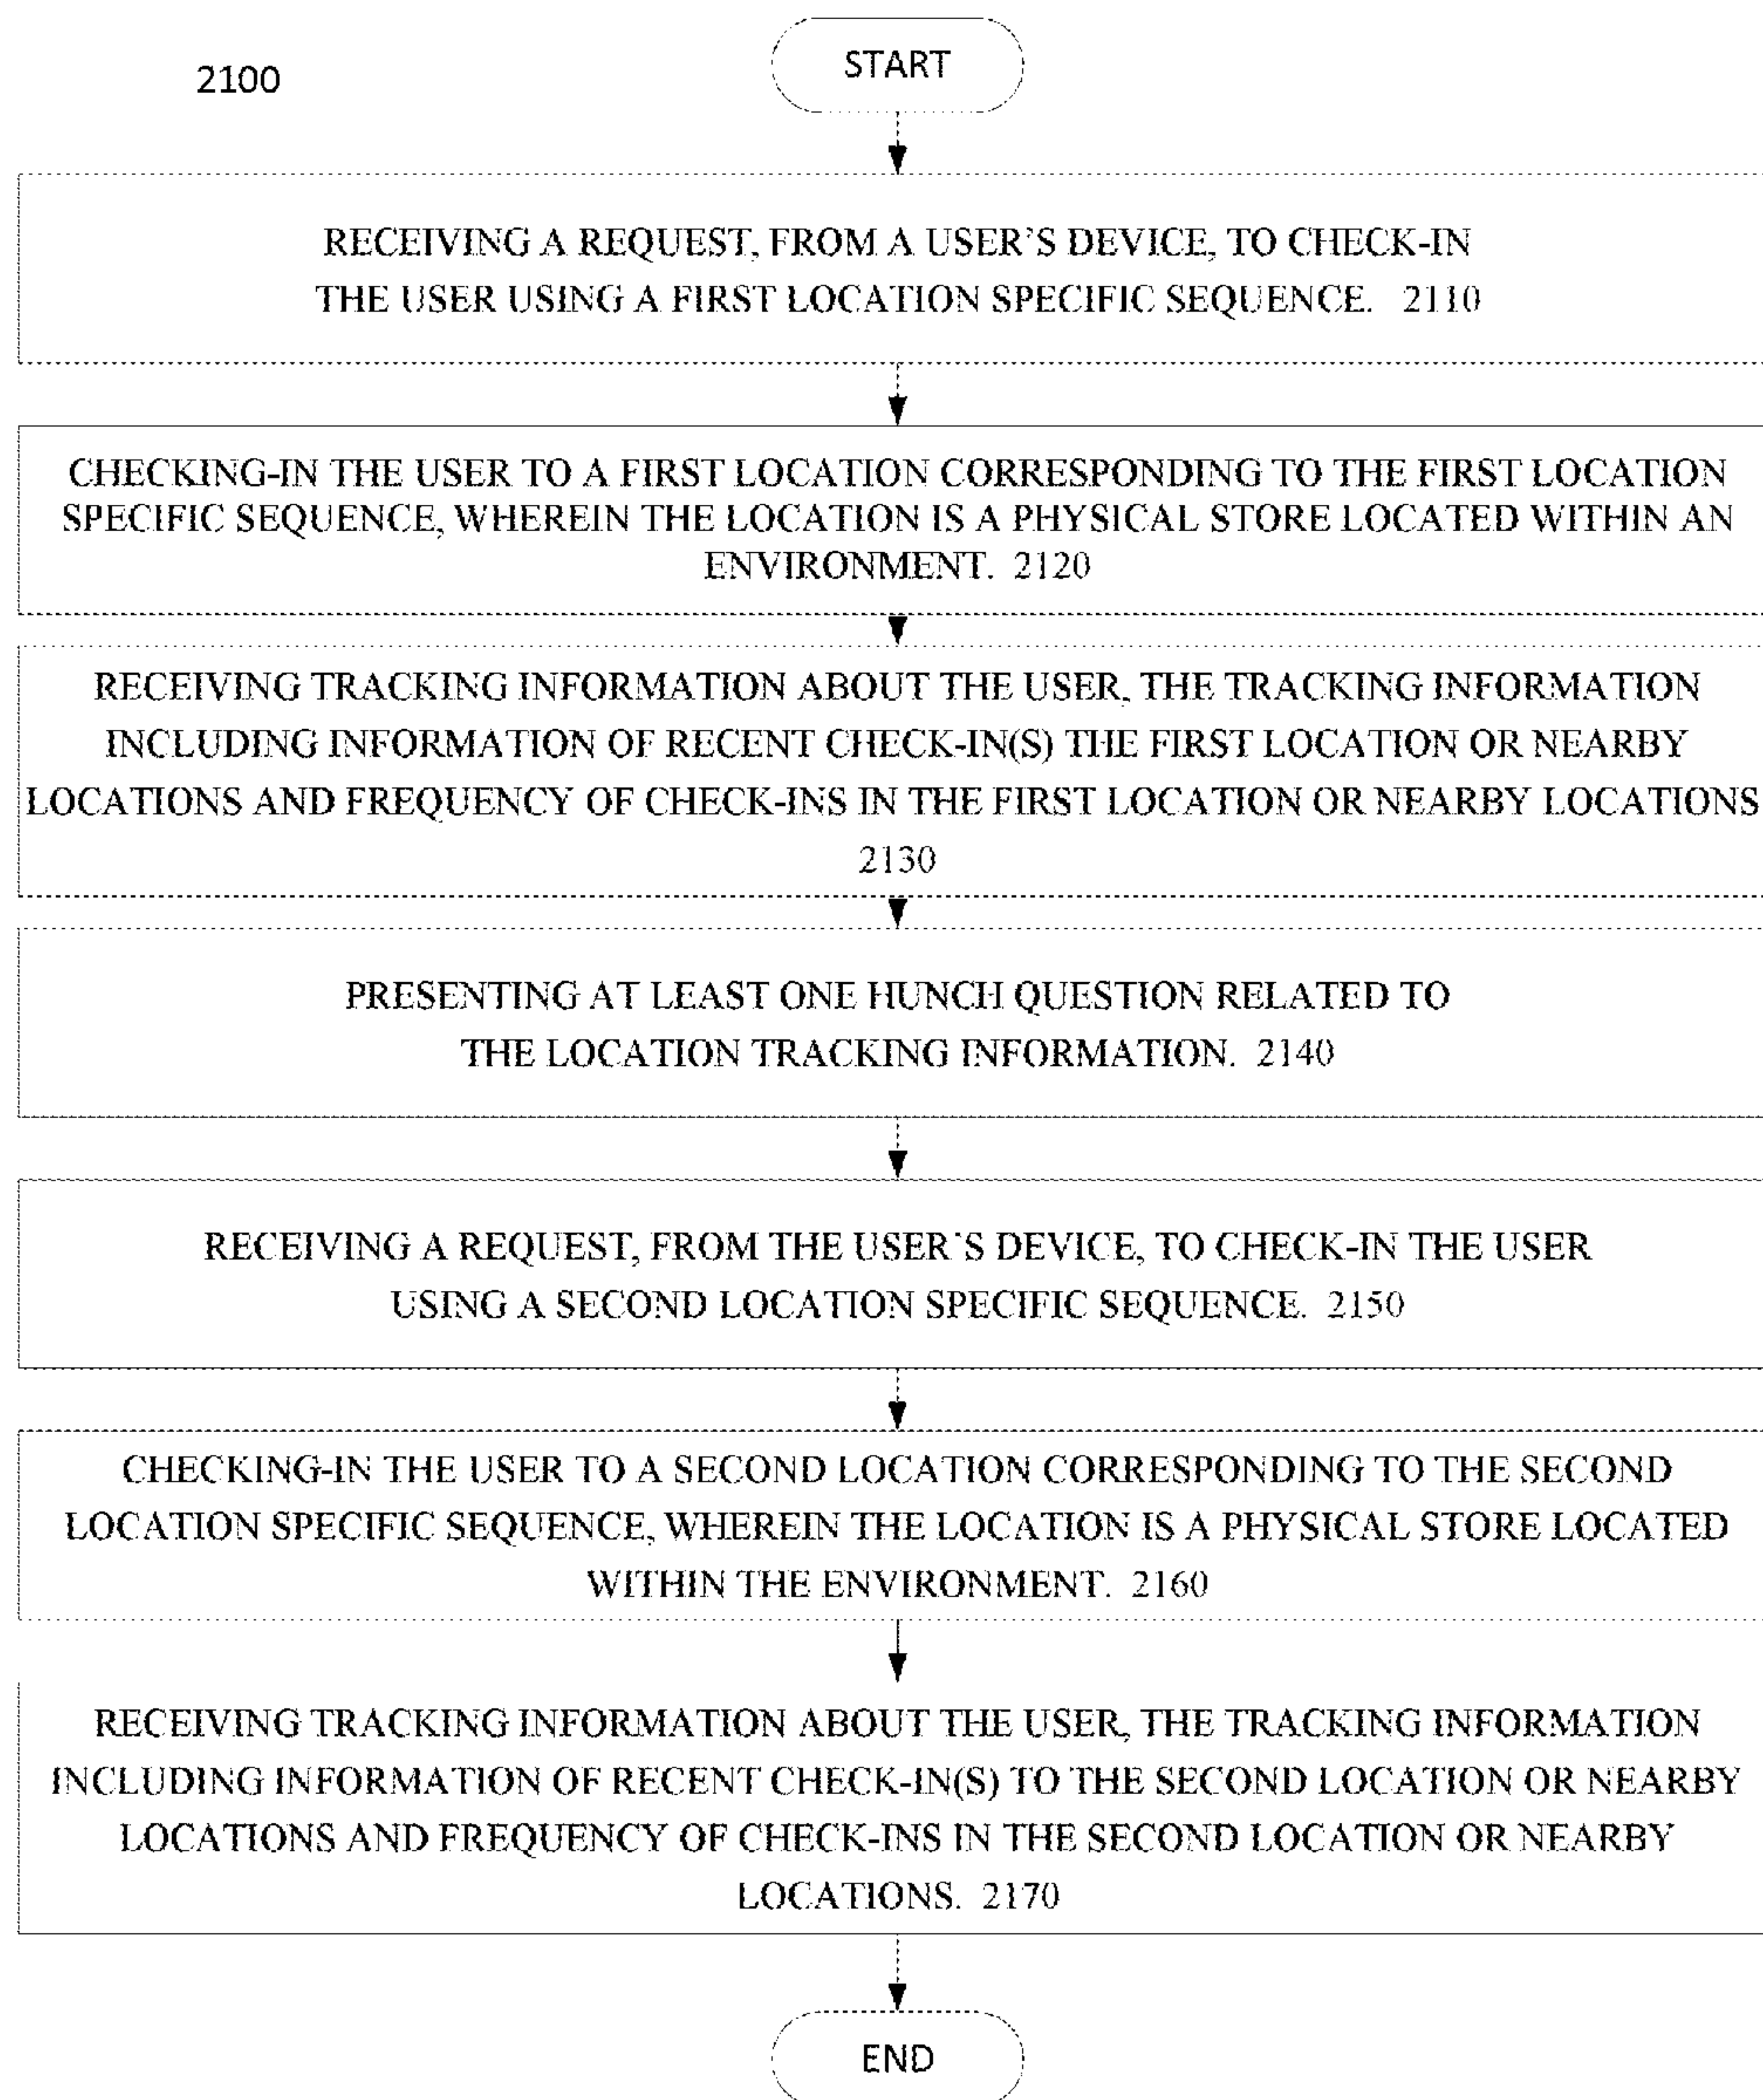 START
2100
RECEIVING A REQUEST, FROM A USER'S DEVICE, TO CHECK-IN
THE USER USING A FIRST LOCATION SPECIFIC SEQUENCE. 2110
CHECKING-IN THE USER TO A FIRST LOCATION CORRESPONDING TO THE FIRST LOCATION
SPECIFIC SEQUENCE, WHEREIN THE LOCATION IS A PHYSICAL STORE LOCATED WITHIN AN
ENVIRONMENT. 2120
RECEIVING TRACKING INFORMATION ABOUT THE USER, THE TRACKING INFORMATION
INCLUDING INFORMATION OF RECENT CHECK-IN(S) THE FIRST LOCATION OR NEARBY
LOCATIONS AND FREQUENCY OF CHECK-INS IN THE FIRST LOCATION OR NEARBY LOCATIONS
2130
PRESENTING AT LEAST ONE HUNCH QUESTION RELATED TO
THE LOCATION TRACKING INFORMATION. 2140
RECEIVING A REQUEST, FROM THE USER'S DEVICE, TO CHECK-IN THE USER
USING A SECOND LOCATION SPECIFIC SEQUENCE. 2150
CHECKING-IN THE USER TO A SECOND LOCATION CORRESPONDING TO THE SECOND
LOCATION SPECIFIC SEQUENCE, WHEREIN THE LOCATION IS A PHYSICAL STORE LOCATED
WITHIN THE ENVIRONMENT. 2160
RECEIVING TRACKING INFORMATION ABOUT THE USER, THE TRACKING INFORMATION
INCLUDING INFORMATION OF RECENT CHECK-IN(S) TO THE SECOND LOCATION OR NEARBY
LOCATIONS AND FREQUENCY OF CHECK-INS IN THE SECOND LOCATION OR NEARBY
LOCATIONS. 2170
END